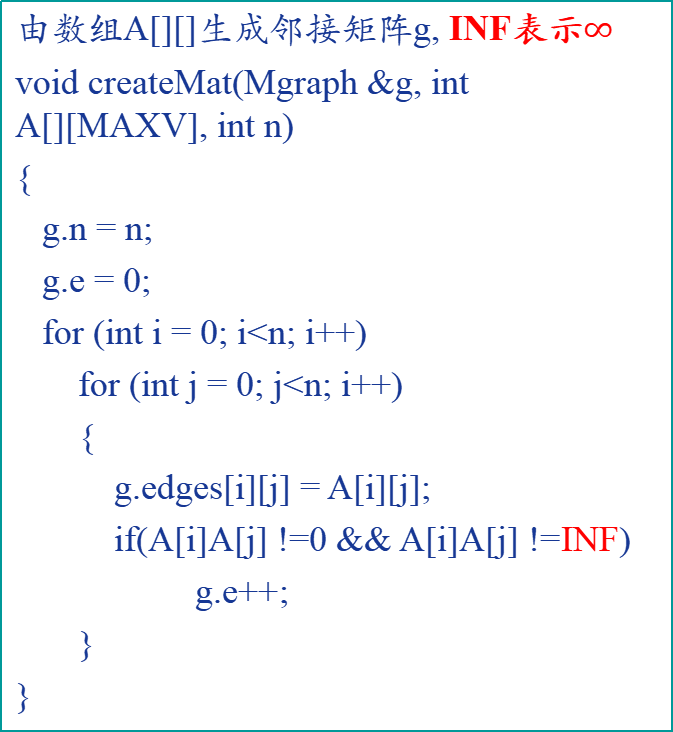 由数组A[][]生成邻接矩阵g, INF表示∞
void createMat(Mgraph &g, int
A[][MAXV], int n)
{
g.n = n;
g.e = 0;
for (int i = 0; i<n; i++)
for (int j = 0; j<n; i++)
{
g.edges[i][j] = A[i][j];
if(A[i]A[j] !=0 && A[i]A[j] !=INF)
g.e++;
}
}